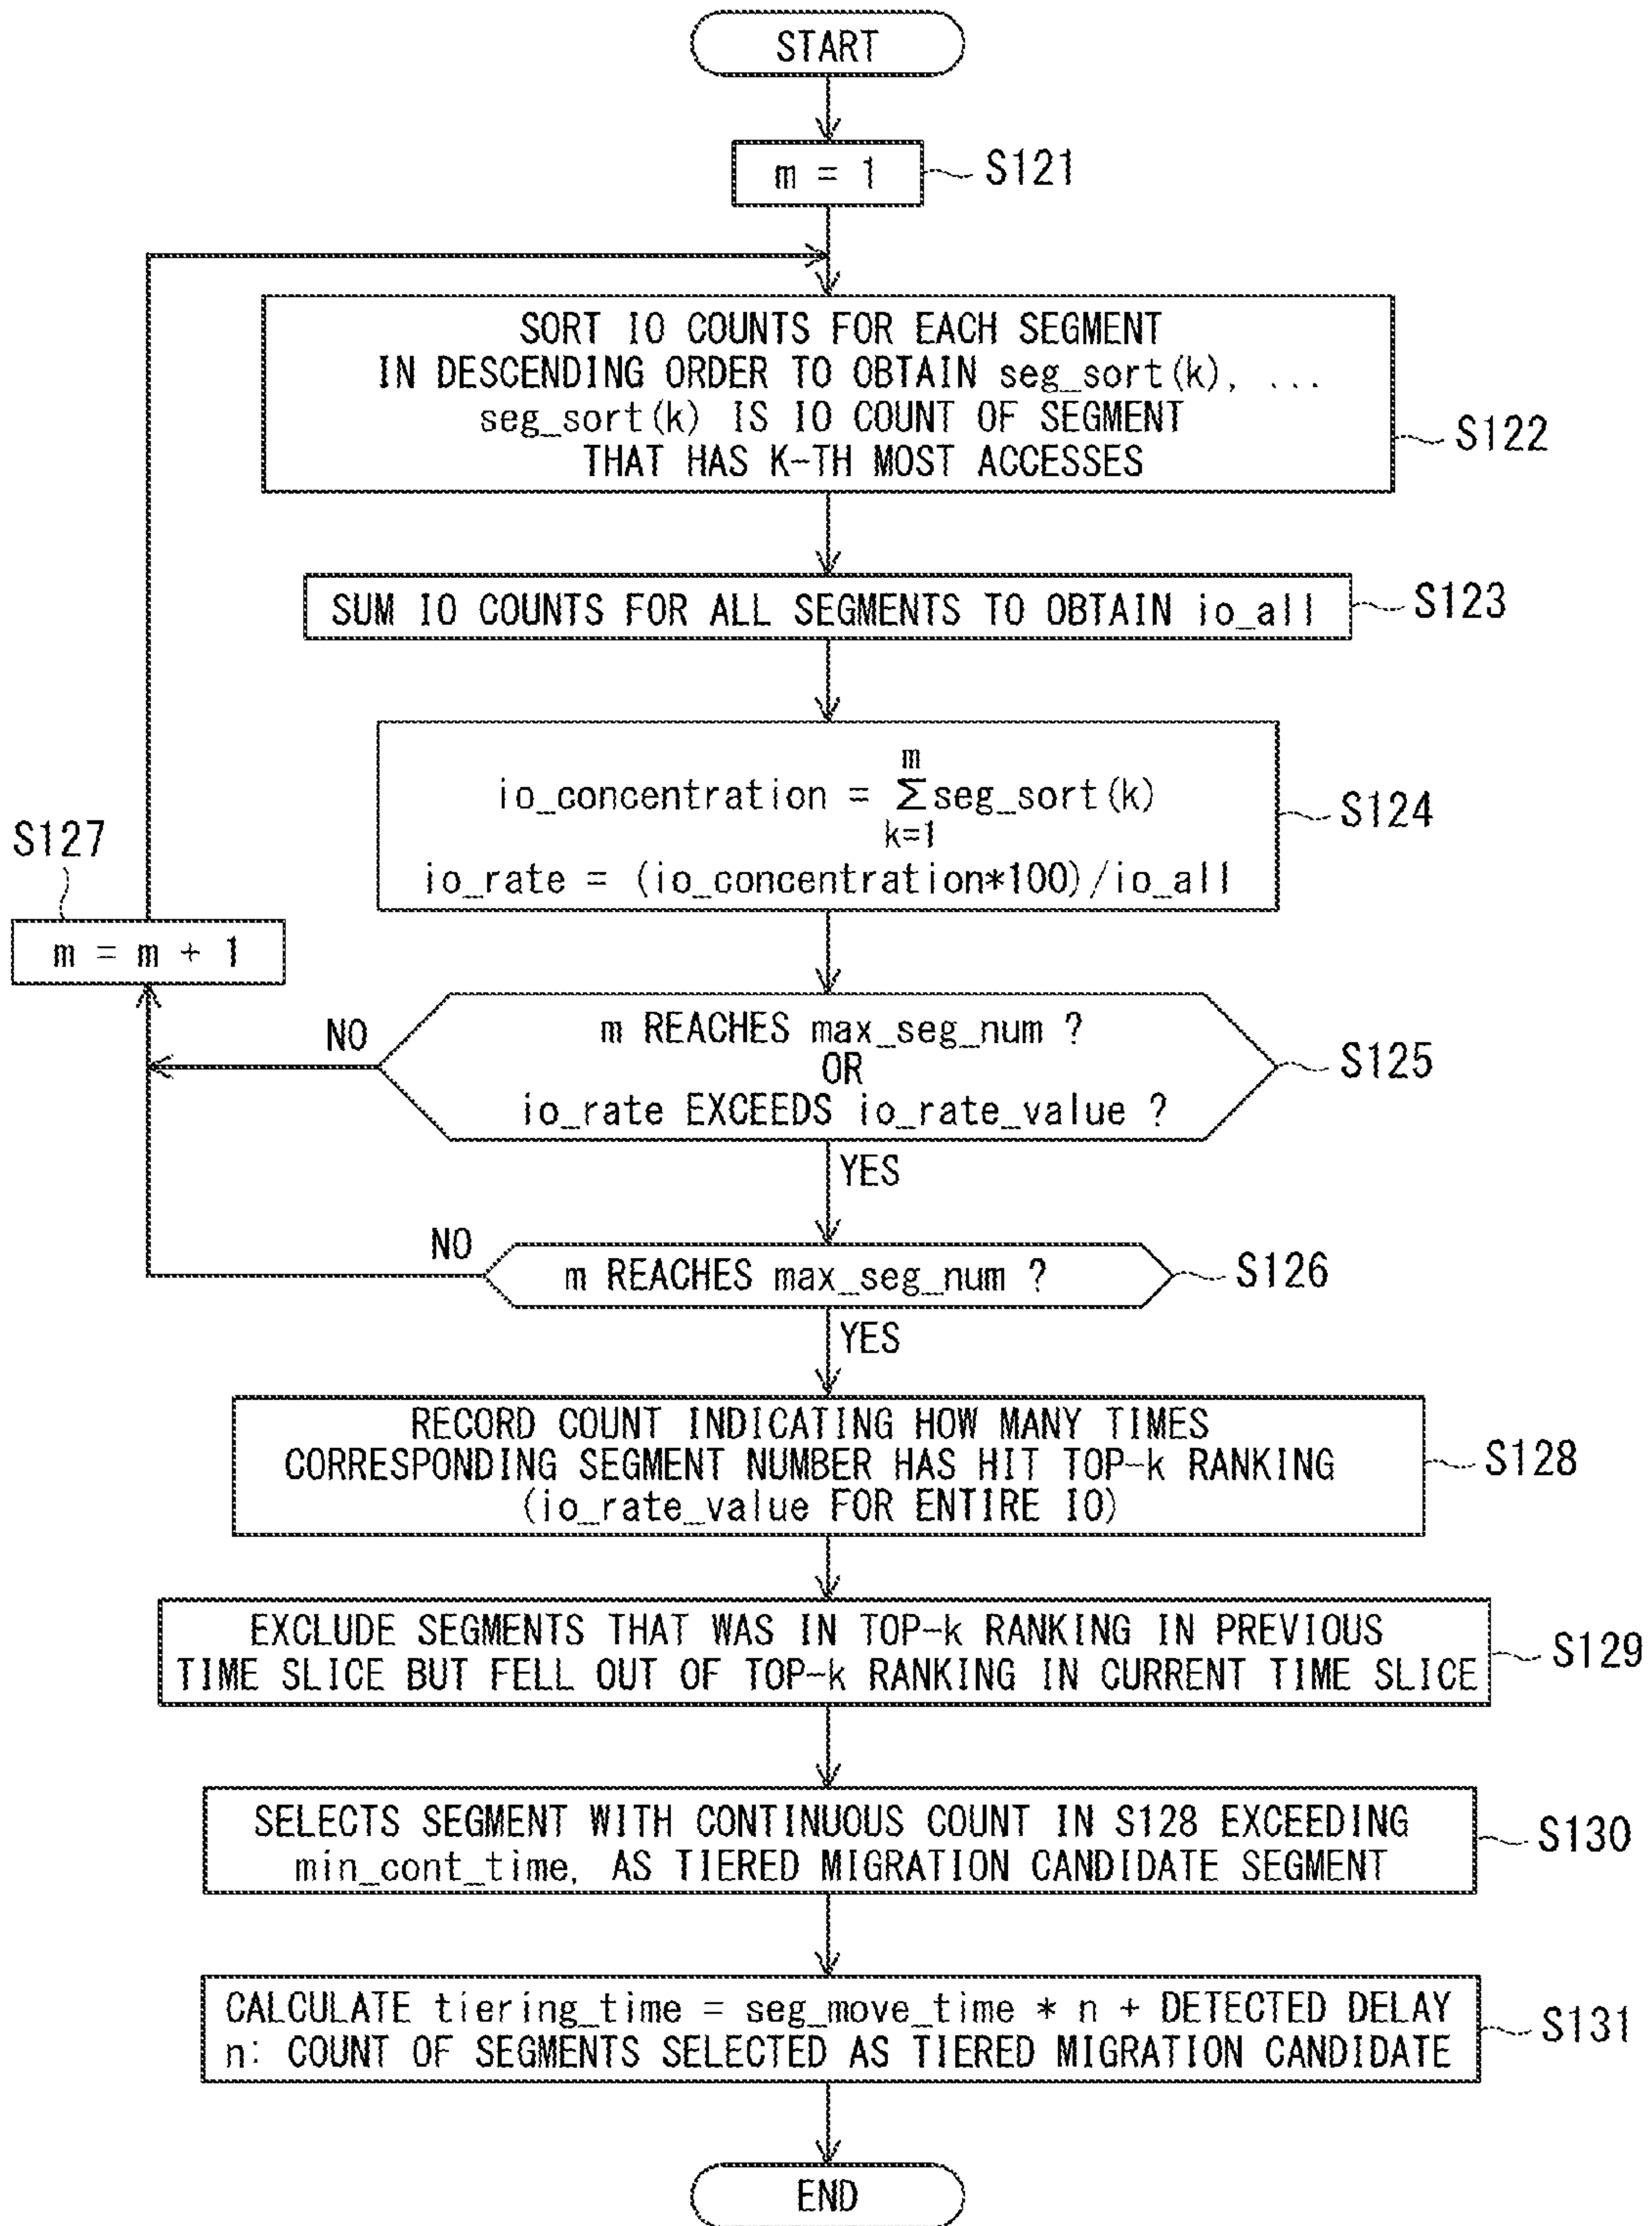 START
m = 1
S121
SORT IO COUNTS FOR EACH SEGMENT
IN DESCENDING ORDER TO OBTAIN seg_sort(k), ...
seg_sort(k) IS IO COUNT OF SEGMENT
THAT HAS K-TH MOST ACCESSES
S122
SUM IO COUNTS FOR ALL SEGMENTS TO OBTAIN io_all
S123
m
io_concentration = Σseg_sort(k)
k=1
io_rate = (io_concentration*100)/io_all
S124
S127
m = m + 1
NO
m REACHES max_seg_num ?
OR
io_rate EXCEEDS io_rate_value ?
S125
YES
NO
m REACHES max_seg_num ?
S126
YES
RECORD COUNT INDICATING HOW MANY TIMES
CORRESPONDING SEGMENT NUMBER HAS HIT TOP-k RANKING
(io_rate_value FOR ENTIRE IO)
S128
EXCLUDE SEGMENTS THAT WAS IN TOP-k RANKING IN PREVIOUS
TIME SLICE BUT FELL OUT OF TOP-k RANKING IN CURRENT TIME SLICE
S129
SELECTS SEGMENT WITH CONTINUOUS COUNT IN S128 EXCEEDING
min_cont_time, AS TIERED MIGRATION CANDIDATE SEGMENT
S130
CALCULATE tiering_time = seg_move_time * n + DETECTED DELAY
n: COUNT OF SEGMENTS SELECTED AS TIERED MIGRATION CANDIDATE
S131
END